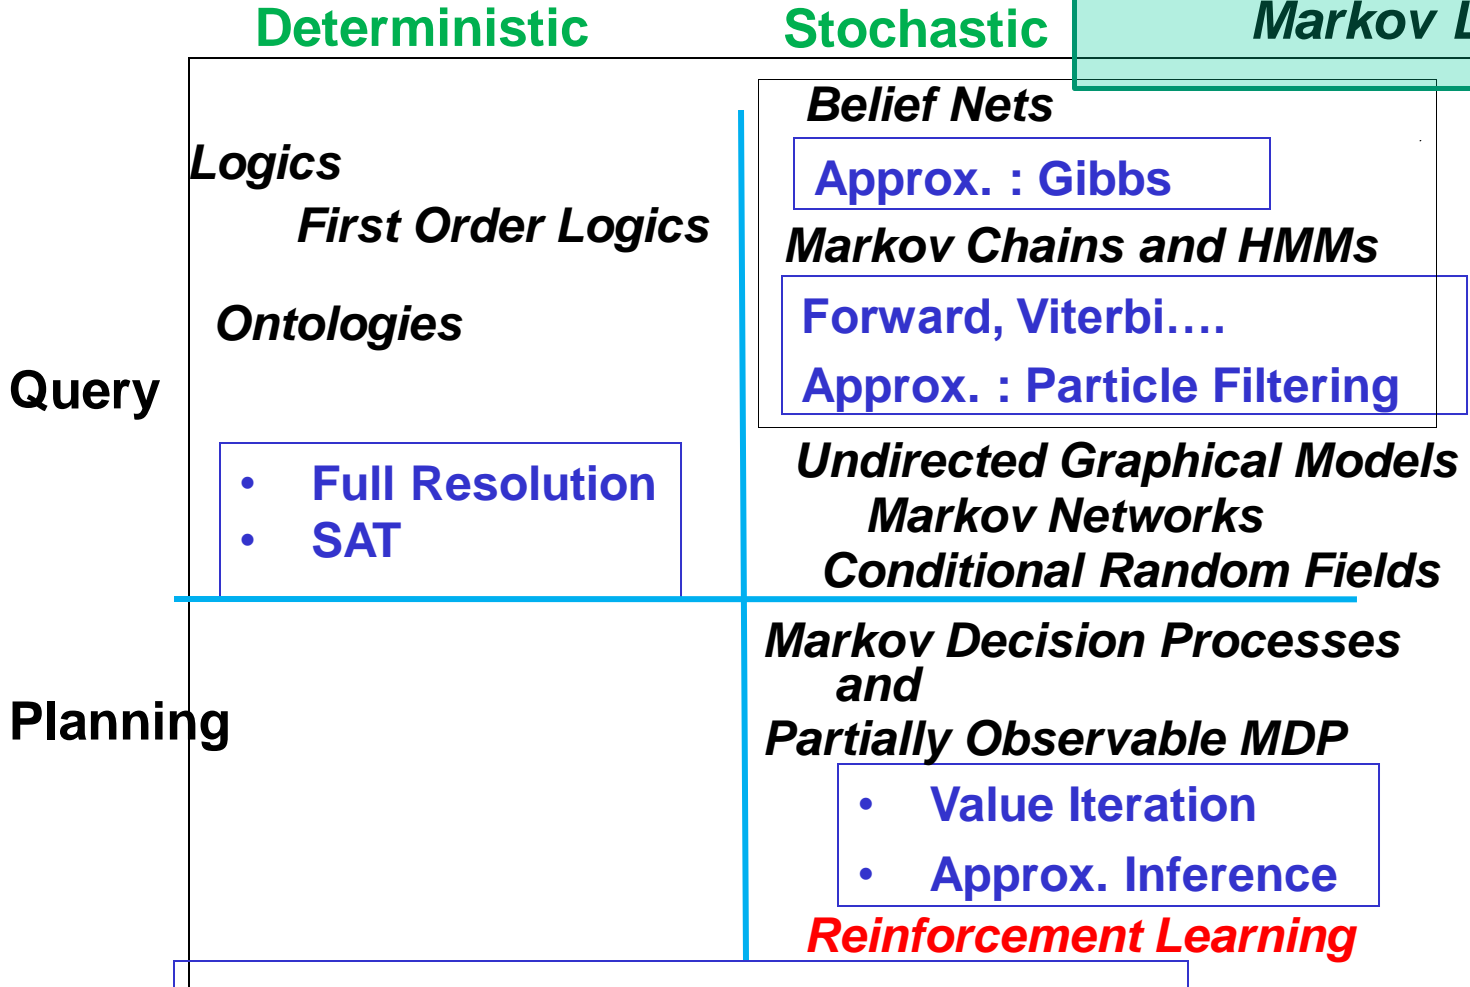 Deterministic
Stochastic
Markov
Belief Nets
Logics
Approx. : Gibbs
First Order Logics
Markov Chains and HMMs
Ontologies
Forward, Viterbi….
Query
Approx. : Particle Filtering
• Full Resolution
• SAT
Undirected Graphical Models
Markov Networks
Conditional Random Fields
Markov Decision Processes
and
Planning
Partially Observable MDP
• Value Iteration
• Approx. Inference
Reinforcement Learning